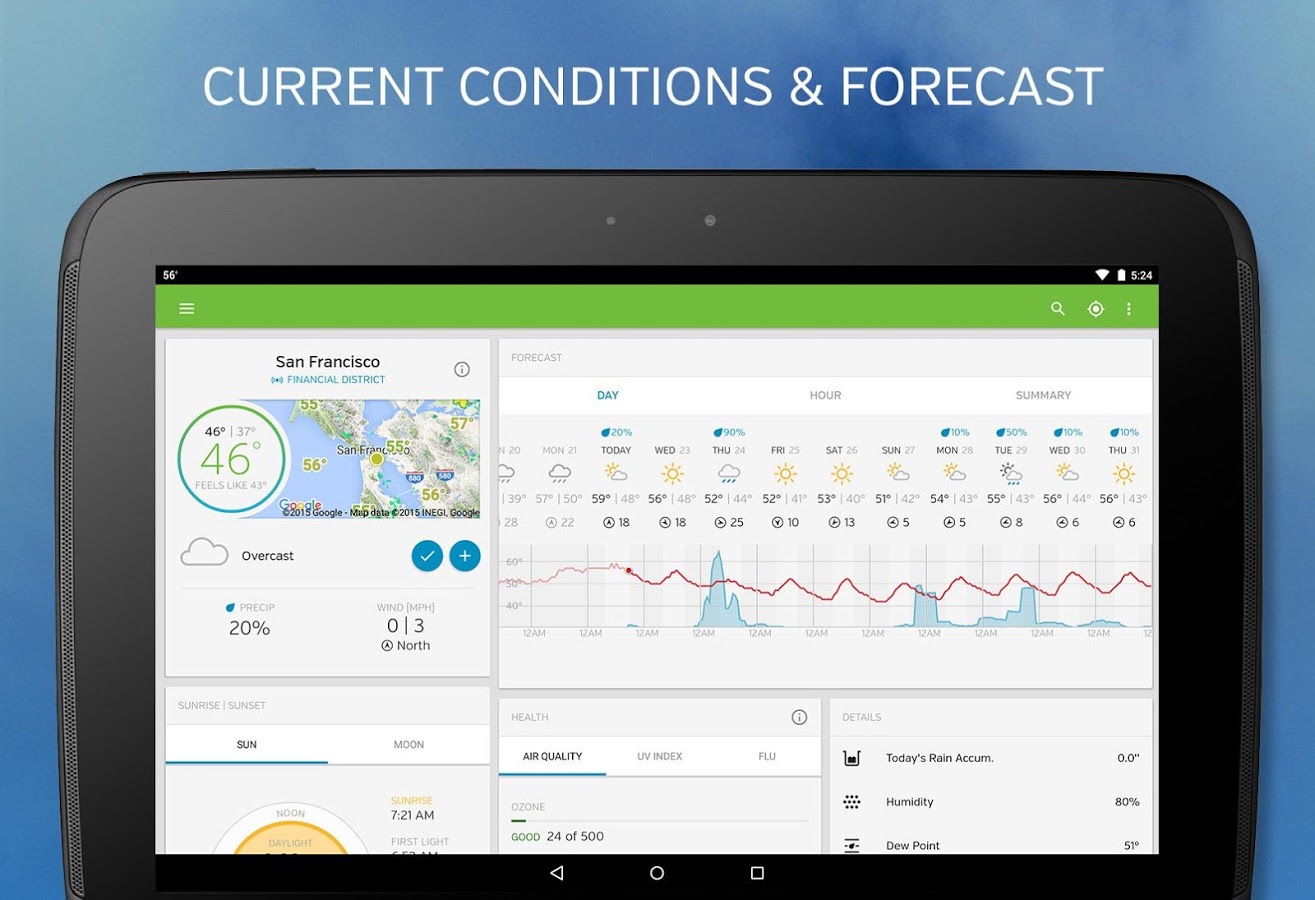 CURRENT CONDITIONS & FORECAST
56°
5:24
San Francisco
FINANCIAL DISTRICT
46° | 37°
46°
FEELS LIKE 43°
55°
57°
San Francisco
55°
56°
880
580
56°
55°
Google
©2015 Google - Map data ©2015 INEGI, Google
Overcast
PRECIP
20%
WIND [MPH]
0 | 3
North
FORECAST
DAY HOUR SUMMARY
20% 90% 10% 50% 10% 10%
N 20 MON 21 TODAY WED 23 THU 24 FRI 25 SAT 26 SUN 27 MON 28 TUE 29 WED 30 THU 31
| 39° 57° | 50° 59° | 48° 56° | 48° 52° | 44° 52° | 41° 53° | 40° 51° | 42° 54° | 43° 55° | 43° 56° | 44° 56° | 43°
28 22 18 18 25 10 13 5 5 8 6 6
60°
50°
40°
12AM 12AM 12AM 12AM 12AM 12AM 12AM 12AM 12AM 12AM 12AM 12
SUNRISE | SUNSET
SUN MOON
NOON
DAYLIGHT
SUNRISE
7:21 AM
FIRST LIGHT
HEALTH
AIR QUALITY UV INDEX FLU
OZONE
GOOD 24 of 500
DETAILS
Today's Rain Accum. 0.0"
Humidity 80%
Dew Point 51°